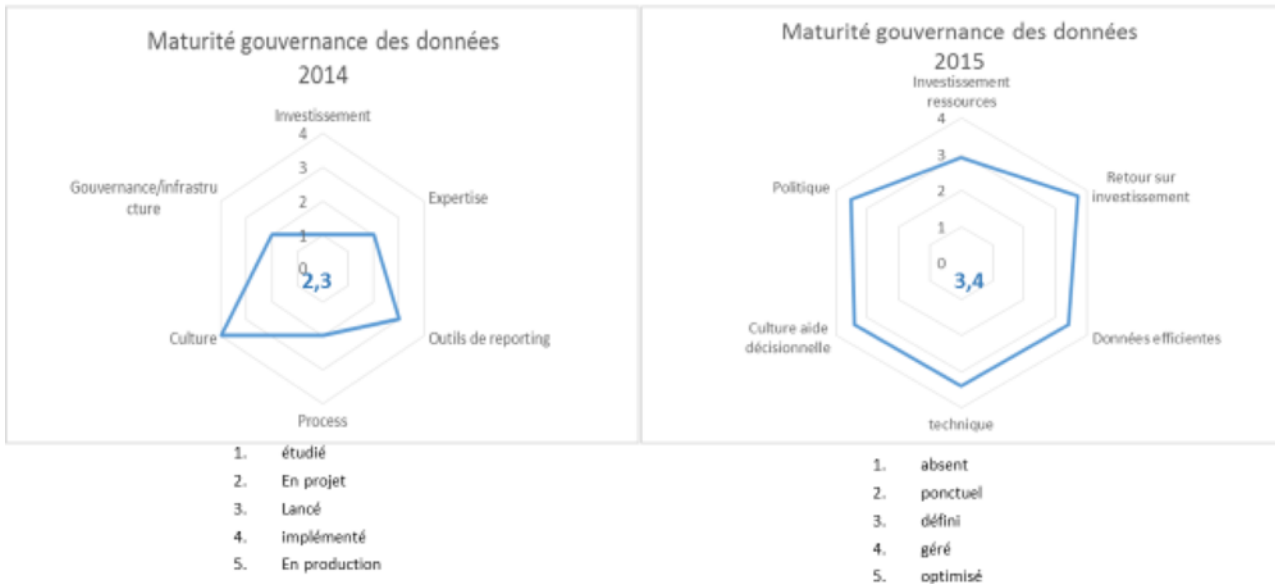 Maturité gouvernance des données
2014
Investissement
4
3
2
1
0
2,3
Expertise
Outils de reporting
Process
Culture
Gouvernance/infrastru
cture
1. étudié
2. En projet
3. Lancé
4. implémenté
5. En production
Maturité gouvernance des données
2015
Investissement
ressources
4
3
2
1
0
3,4
Retour sur
investissement
Données efficientes
technique
Culture aide
décisionnelle
Politique
1. absent
2. ponctuel
3. défini
4. géré
5. optimisé